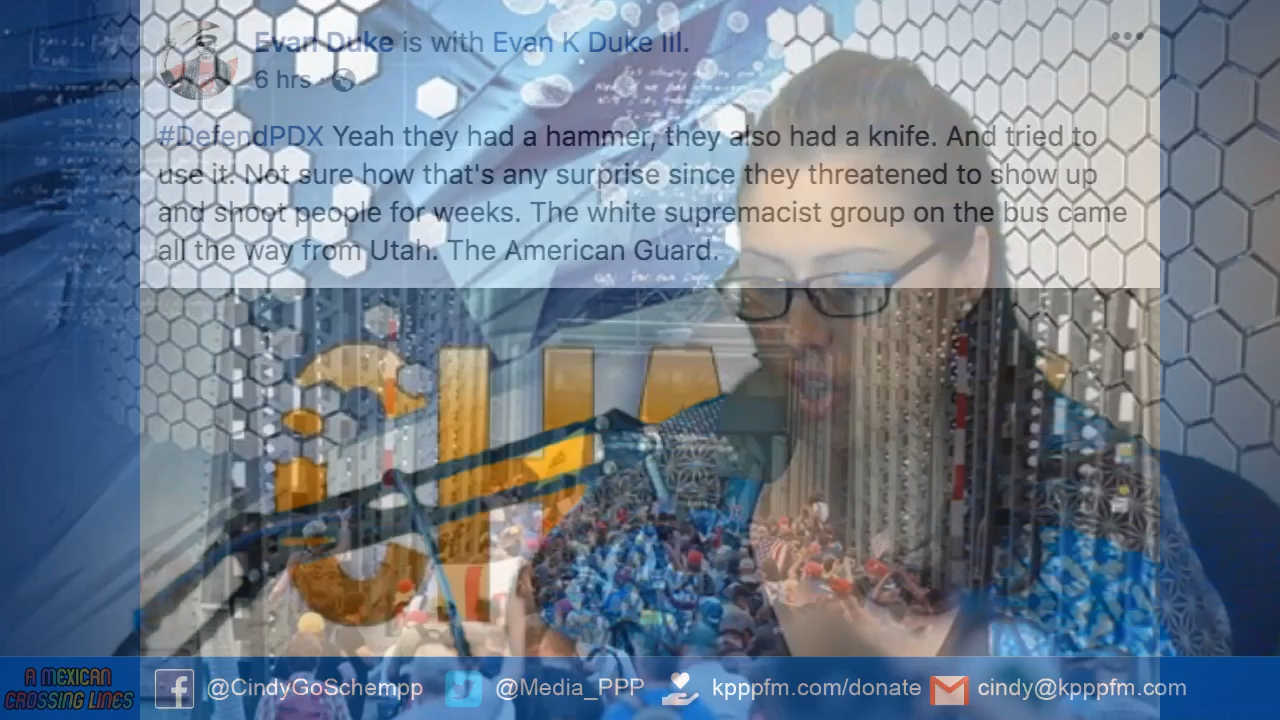 Evan Duke is with Evan K Duke III.
6 hrs
#DefendPDX Yeah they had a hammer, they also had a knife. And tried to
use it. Not sure how that's any surprise since they threatened to show up
and shoot people for weeks. The white supremacist group on the bus came
all the way from Utah. The American Guard.
A MEXICAN
CROSSING LINES
@CindyGoSchempp
@Media_PPP
kpppfm.com/donate
cindy@kpppfm.com